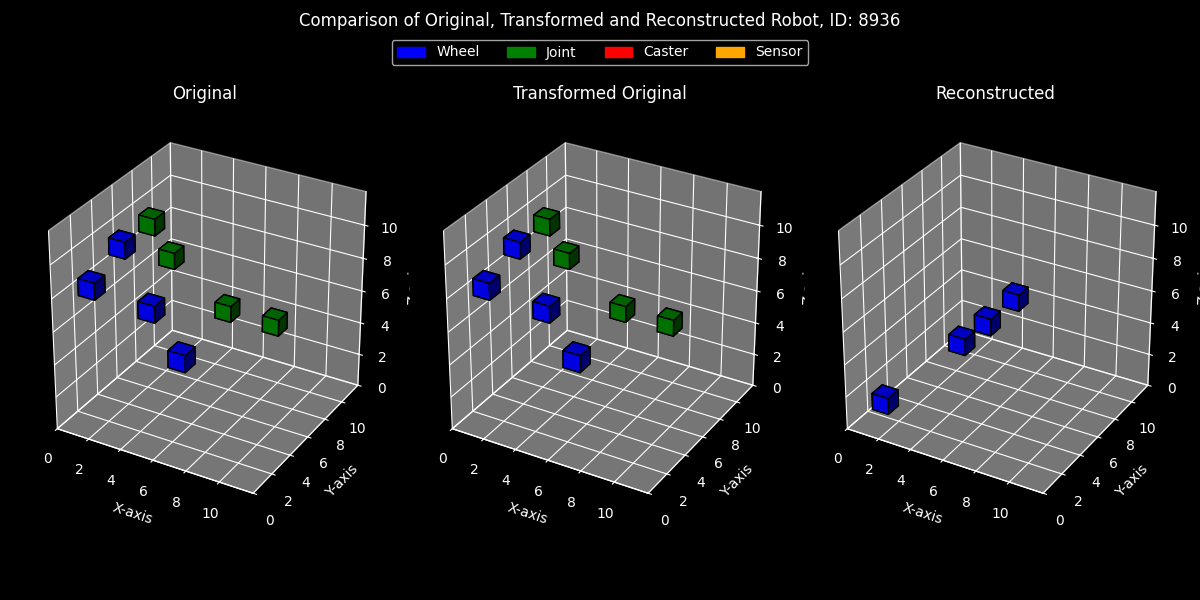 Comparison of Original, Transformed and Reconstructed Robot, ID: 8936
Wheel Joint Caster Sensor
Original Transformed Original Reconstructed
10 10 10
8 8 8
6 6 6
4 4 4
2 2 2
0 0 0
10 10 10
8 8 8
0 6 0 6 0 6
2 4 2 4 2 4
4 2 4 2 4 2
6 0 6 0 6 0
8 8 8
10 10 10
X-axis Y-axis X-axis Y-axis X-axis Y-axis